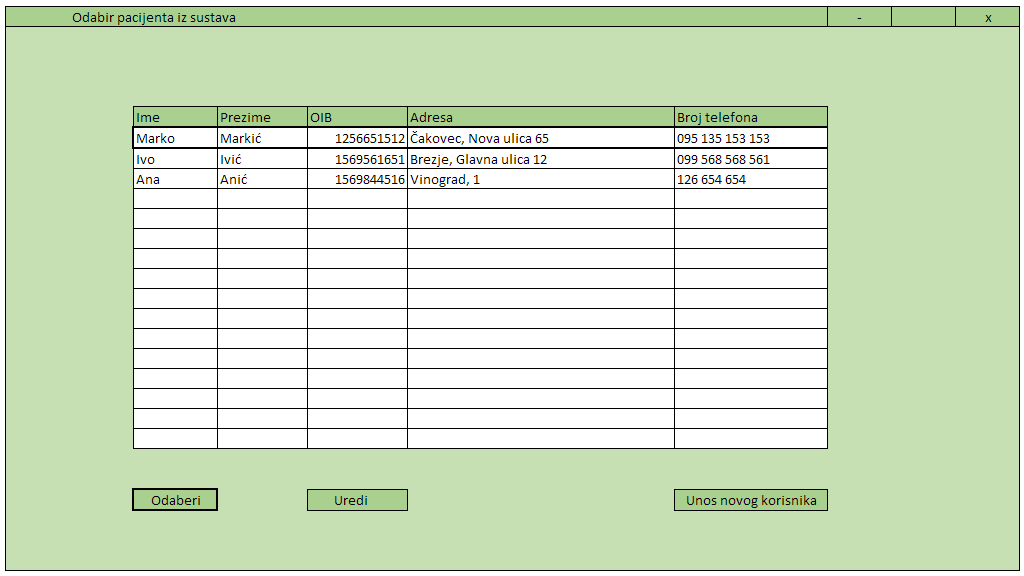 Odabir pacijenta iz sustava - x
Ime Prezime OIB Adresa Broj telefona
Marko Markić 1256651512 Čakovec, Nova ulica 65 095 135 153 153
Ivo Ivić 1569561651 Brezje, Glavna ulica 12 099 568 568 561
Ana Anić 1569844516 Vinograd, 1 126 654 654
Odaberi Uredi Unos novog korisnika